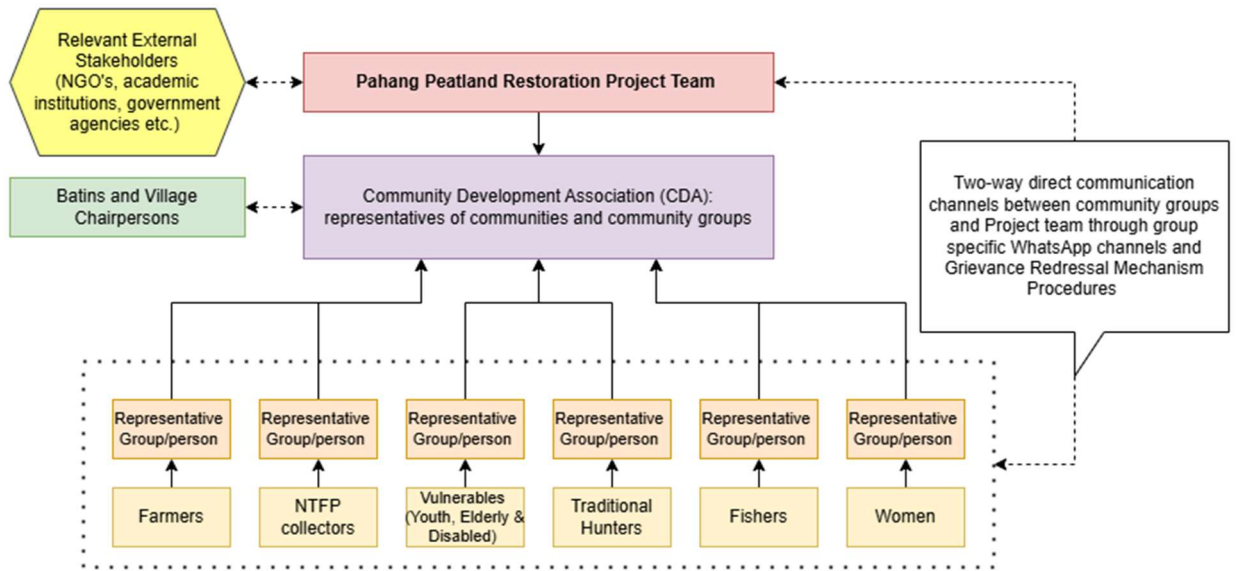 Relevant External
Stakeholders
(NGO's, academic
institutions, government
agencies etc.)
Pahang Peatland Restoration Project Team
Batins and Village
Chairpersons
Community Development Association (CDA):
representatives of communities and community groups
Two-way direct communication
channels between community groups
and Project team through group
specific WhatsApp channels and
Grievance Redressal Mechanism
Procedures
Representative
Group/person
Representative
Group/person
Representative
Group/person
Representative
Group/person
Representative
Group/person
Representative
Group/person
Farmers
NTFP
collectors
Vulnerables
(Youth, Elderly &
Disabled)
Traditional
Hunters
Fishers
Women